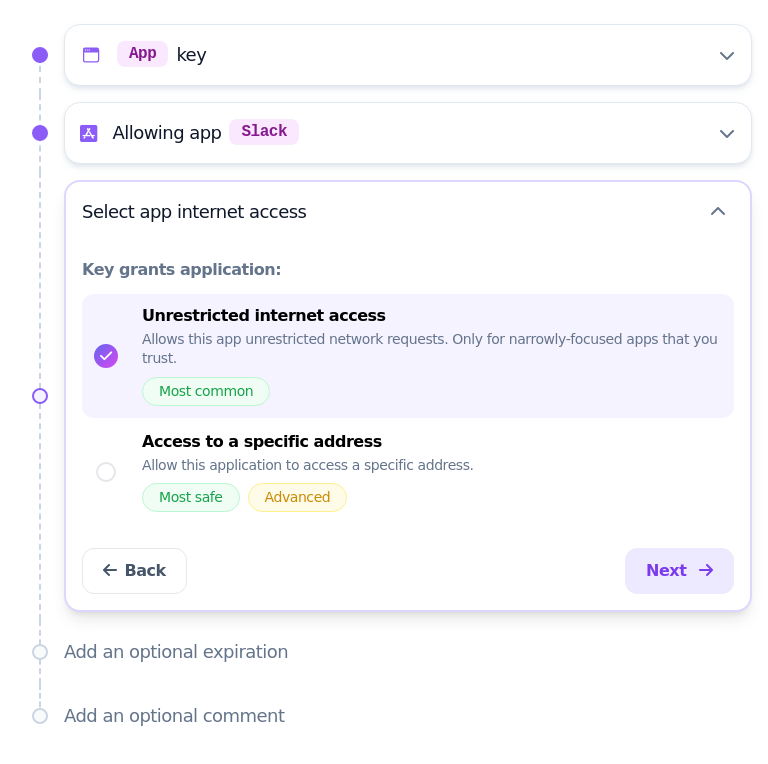 App key
Allowing app Slack
Select app internet access
Key grants application:
Unrestricted internet access
Allows this app unrestricted network requests. Only for narrowly-focused apps that you
trust.
Most common
Access to a specific address
Allow this application to access a specific address.
Most safe Advanced
Back Next
Add an optional expiration
Add an optional comment